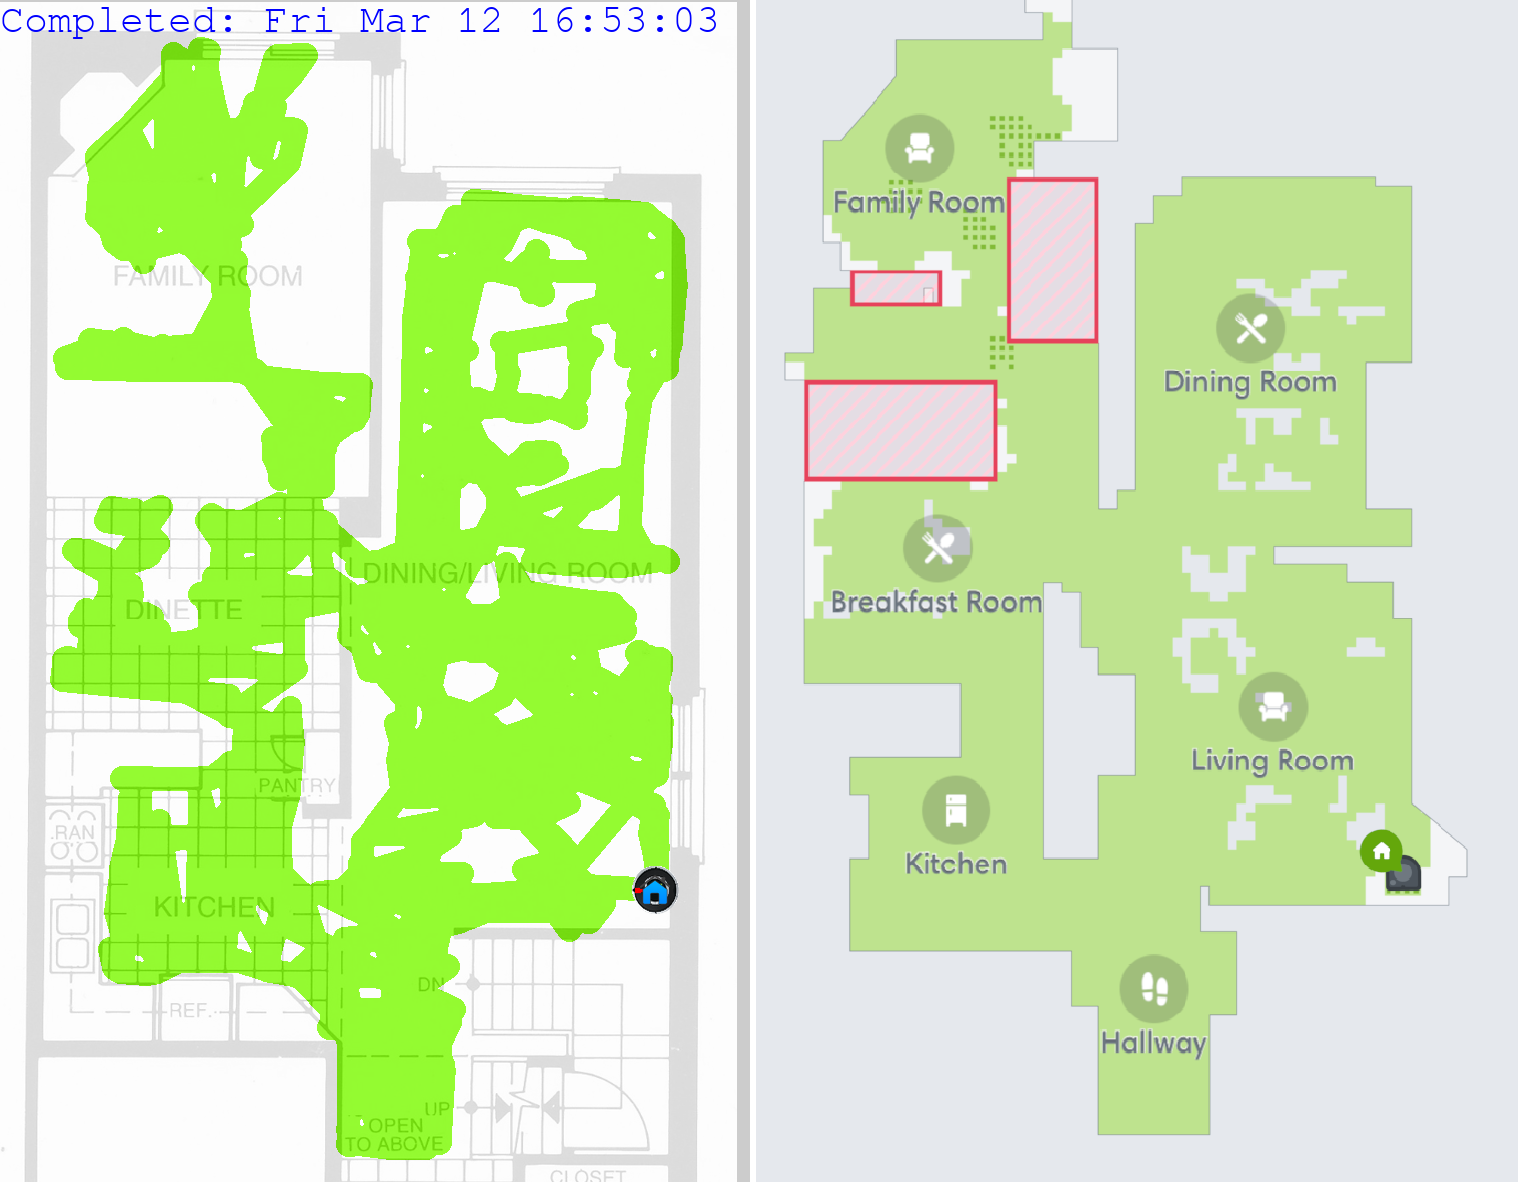 Completed: Fri Mar 12 16:53:03
FAMILY ROOM
DINING/LIVING ROOM
DINETTE
PANTRY
RAN
KITCHEN
DN
REF.
UP
OPEN
TO ABOVE
CLOSET
Family Room
Dining Room
Breakfast Room
Living Room
Kitchen
Hallway